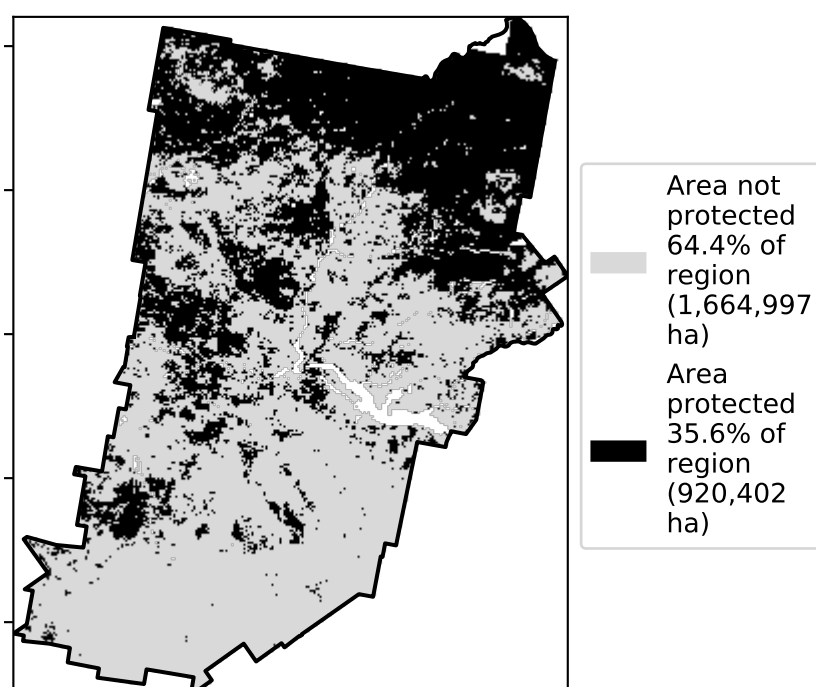 Area not
protected
64.4% of
region
(1,664,997
ha)
Area
protected
35.6% of
region
(920,402
ha)